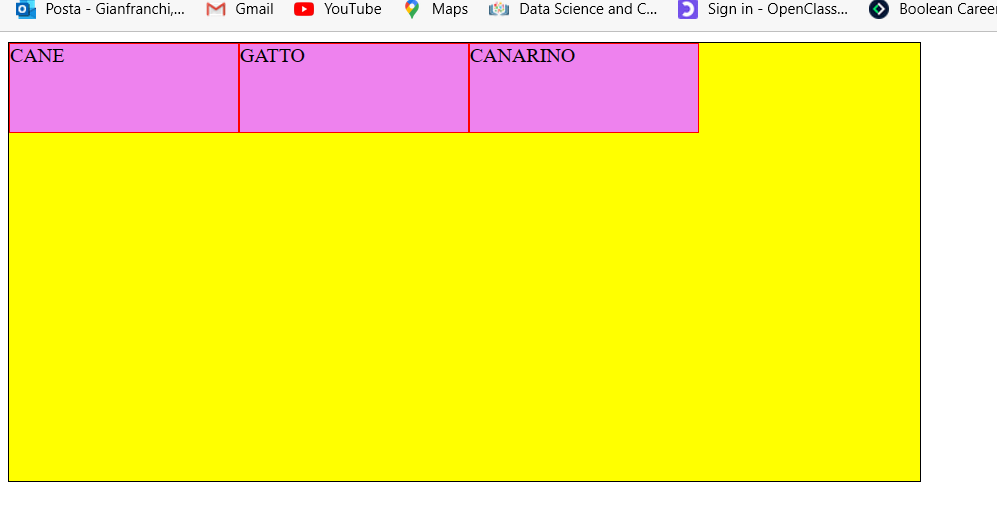 Posta - Gianfranchi,... Gmail YouTube Maps Data Science and C... Sign in - OpenClass... Boolean Career
CANE GATTO CANARINO